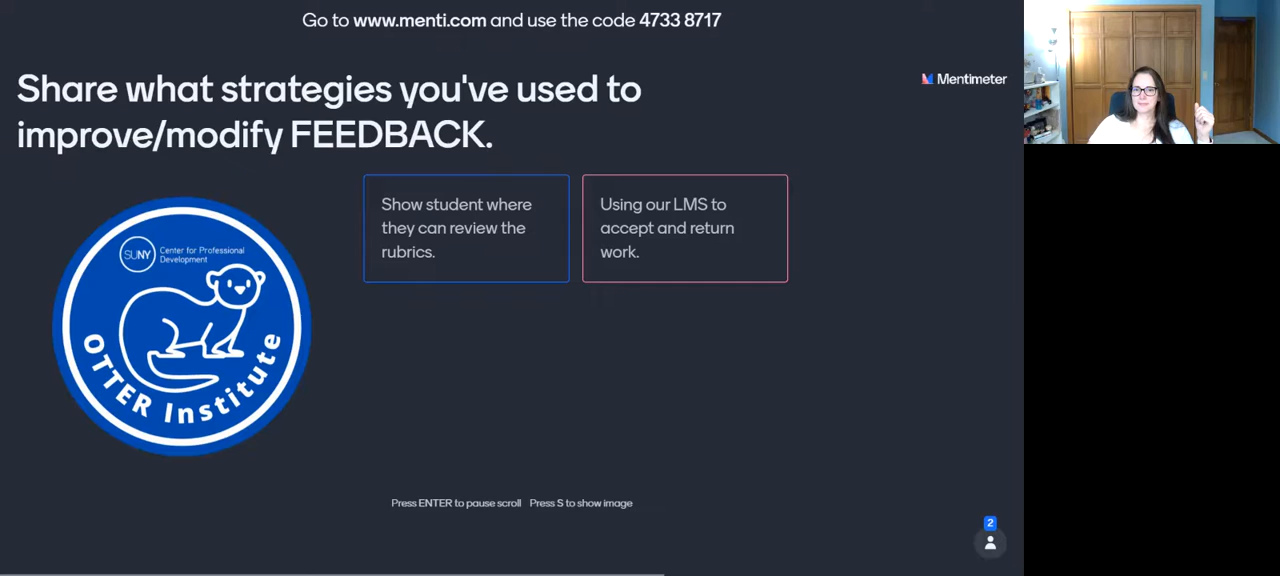 Go to www.menti.com and use the code 4733 8717
Mentimeter
Share what strategies you've used to
improve/modify FEEDBACK.
Show student where
they can review the
rubrics.
Using our LMS to
accept and return
work.
SUNY
Center for Professional
Development
OTTER Institute
Press ENTER to pause scroll Press S to show image
2